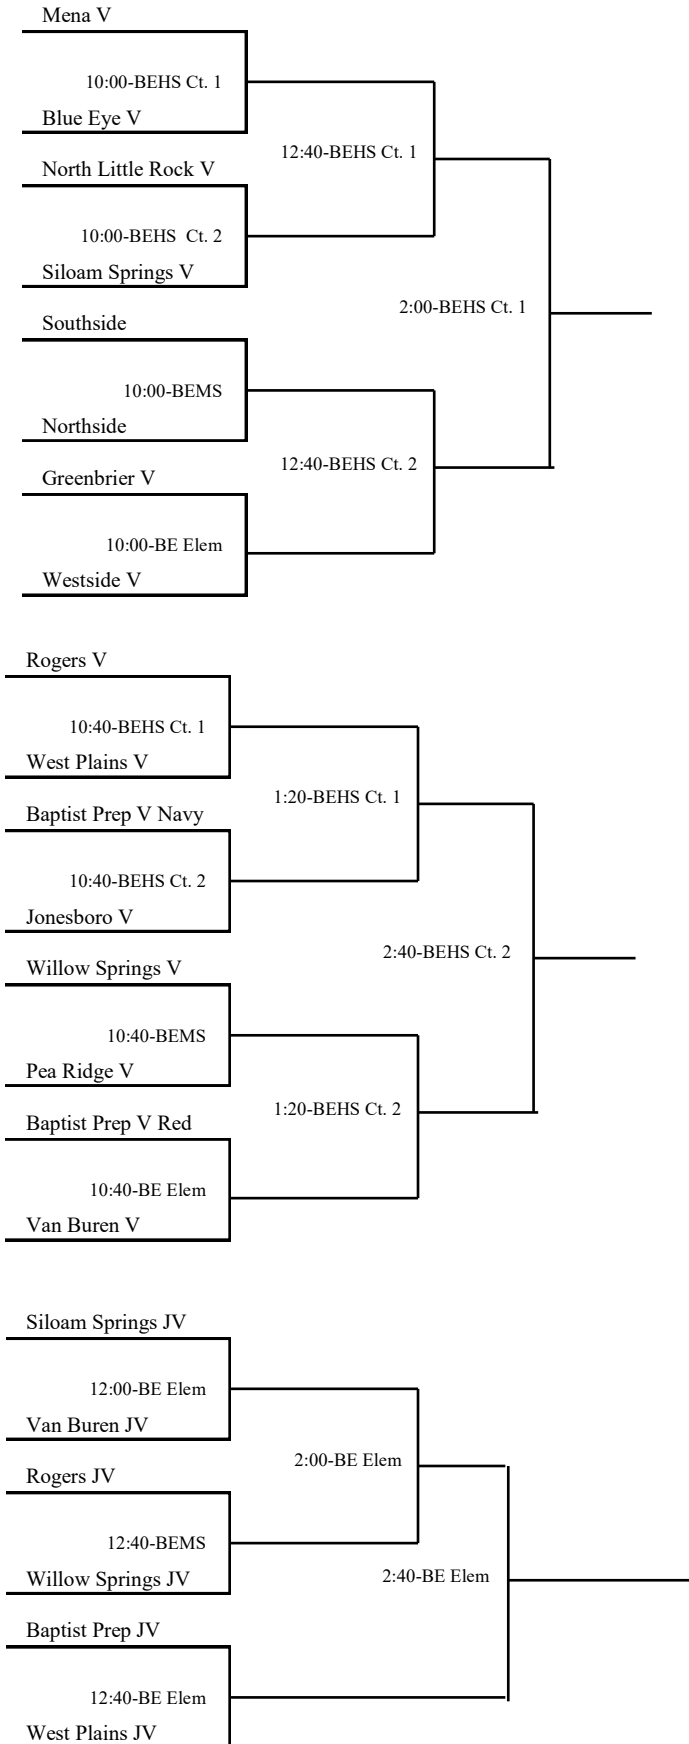 Mena V
10:00-BEHS Ct. 1
Blue Eye V
12:40-BEHS Ct. 1
North Little Rock V
10:00-BEHS  Ct. 2
Siloam Springs V
2:00-BEHS Ct. 1
Southside
10:00-BEMS
Northside
12:40-BEHS Ct. 2
Greenbrier V
10:00-BE Elem
Westside V
Rogers V
10:40-BEHS Ct. 1
West Plains V
1:20-BEHS Ct. 1
Baptist Prep V Navy
10:40-BEHS Ct. 2
Jonesboro V
2:40-BEHS Ct. 2
Willow Springs V
10:40-BEMS
Pea Ridge V
1:20-BEHS Ct. 2
Baptist Prep V Red
10:40-BE Elem
Van Buren V
Siloam Springs JV
12:00-BE Elem
Van Buren JV
2:00-BE Elem
Rogers JV
12:40-BEMS
Willow Springs JV
2:40-BE Elem
Baptist Prep JV
12:40-BE Elem
West Plains JV